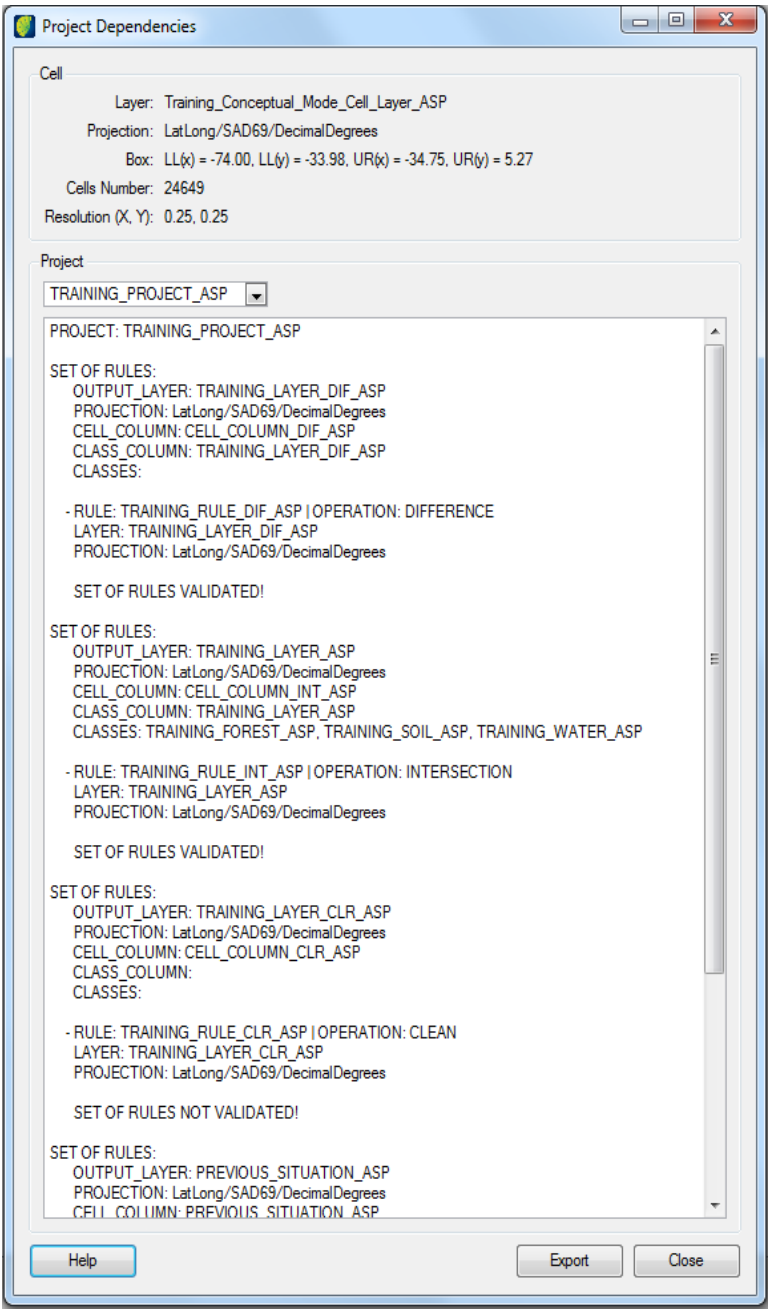 Project Dependencies
Cell
Layer: Training_Conceptual_Mode_Cell_Layer_ASP
Projection: LatLong/SAD69/DecimalDegrees
Box: LL(x) = -74.00, LL(y) = -33.98, UR(x) = -34.75, UR(y) = 5.27
Cells Number: 24649
Resolution (X, Y): 0.25, 0.25
Project
TRAINING_PROJECT_ASP
PROJECT: TRAINING_PROJECT_ASP
SET OF RULES:
OUTPUT_LAYER: TRAINING_LAYER_DIF_ASP
PROJECTION: LatLong/SAD69/DecimalDegrees
CELL_COLUMN: CELL_COLUMN_DIF_ASP
CLASS_COLUMN: TRAINING_LAYER_DIF_ASP
CLASSES:
- RULE: TRAINING_RULE_DIF_ASP | OPERATION: DIFFERENCE
LAYER: TRAINING_LAYER_DIF_ASP
PROJECTION: LatLong/SAD69/DecimalDegrees
SET OF RULES VALIDATED!
SET OF RULES:
OUTPUT_LAYER: TRAINING_LAYER_ASP
PROJECTION: LatLong/SAD69/DecimalDegrees
CELL_COLUMN: CELL_COLUMN_INT_ASP
CLASS_COLUMN: TRAINING_LAYER_ASP
CLASSES: TRAINING_FOREST_ASP, TRAINING_SOIL_ASP, TRAINING_WATER_ASP
- RULE: TRAINING_RULE_INT_ASP | OPERATION: INTERSECTION
LAYER: TRAINING_LAYER_ASP
PROJECTION: LatLong/SAD69/DecimalDegrees
SET OF RULES VALIDATED!
SET OF RULES:
OUTPUT_LAYER: TRAINING_LAYER_CLR_ASP
PROJECTION: LatLong/SAD69/DecimalDegrees
CELL_COLUMN: CELL_COLUMN_CLR_ASP
CLASS_COLUMN:
CLASSES:
- RULE: TRAINING_RULE_CLR_ASP | OPERATION: CLEAN
LAYER: TRAINING_LAYER_CLR_ASP
PROJECTION: LatLong/SAD69/DecimalDegrees
SET OF RULES NOT VALIDATED!
SET OF RULES:
OUTPUT_LAYER: PREVIOUS_SITUATION_ASP
PROJECTION: LatLong/SAD69/DecimalDegrees
CELL_COLUMN: PREVIOUS_SITUATION_ASP
Help
Export
Close